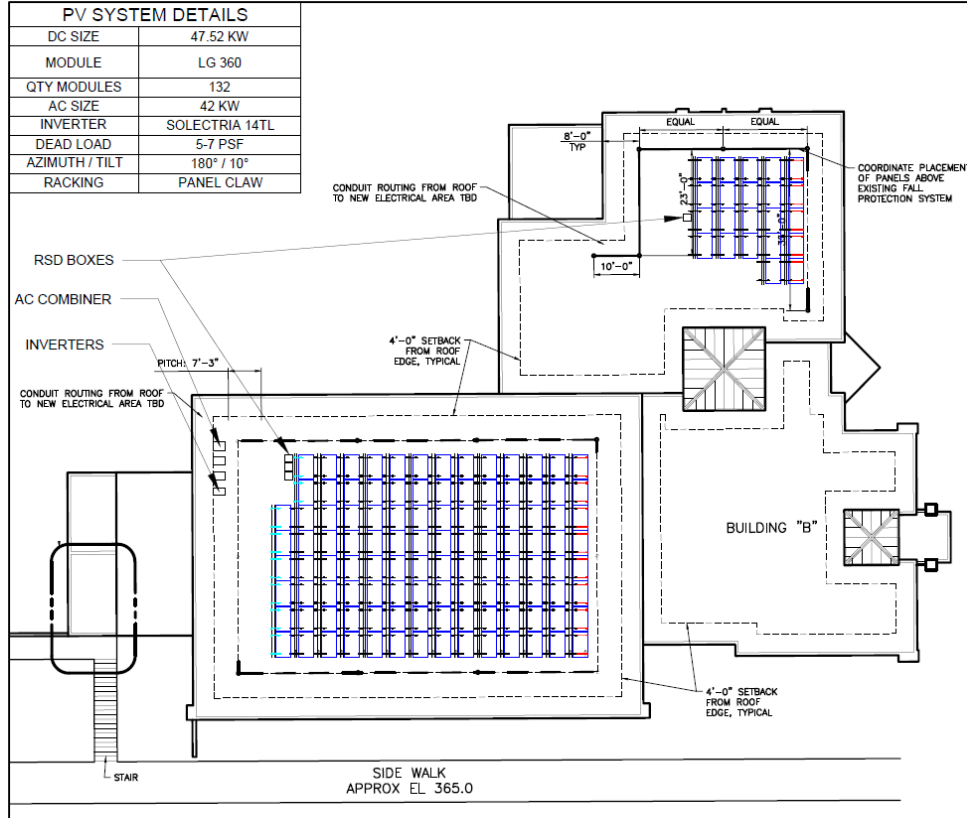 PV SYSTEM DETAILS
DC SIZE 47.52 KW
MODULE LG 360
QTY MODULES 132
AC SIZE 42 KW
INVERTER SOLECTRIA 14TL
DEAD LOAD 5-7 PSF
AZIMUTH / TILT 180° / 10°
RACKING PANEL CLAW
EQUAL EQUAL
8'-0"
TYP
COORDINATE PLACEMENT
OF PANELS ABOVE
EXISTING FALL
PROTECTION SYSTEM
CONDUIT ROUTING FROM ROOF
TO NEW ELECTRICAL AREA TBD
23'-0"
10'-0"
RSD BOXES
AC COMBINER
INVERTERS
4'-0" SETBACK
FROM ROOF
EDGE, TYPICAL
PITCH: 7'-3"
CONDUIT ROUTING FROM ROOF
TO NEW ELECTRICAL AREA TBD
BUILDING "B"
4'-0" SETBACK
FROM ROOF
EDGE, TYPICAL
STAIR
SIDE WALK
APPROX EL 365.0